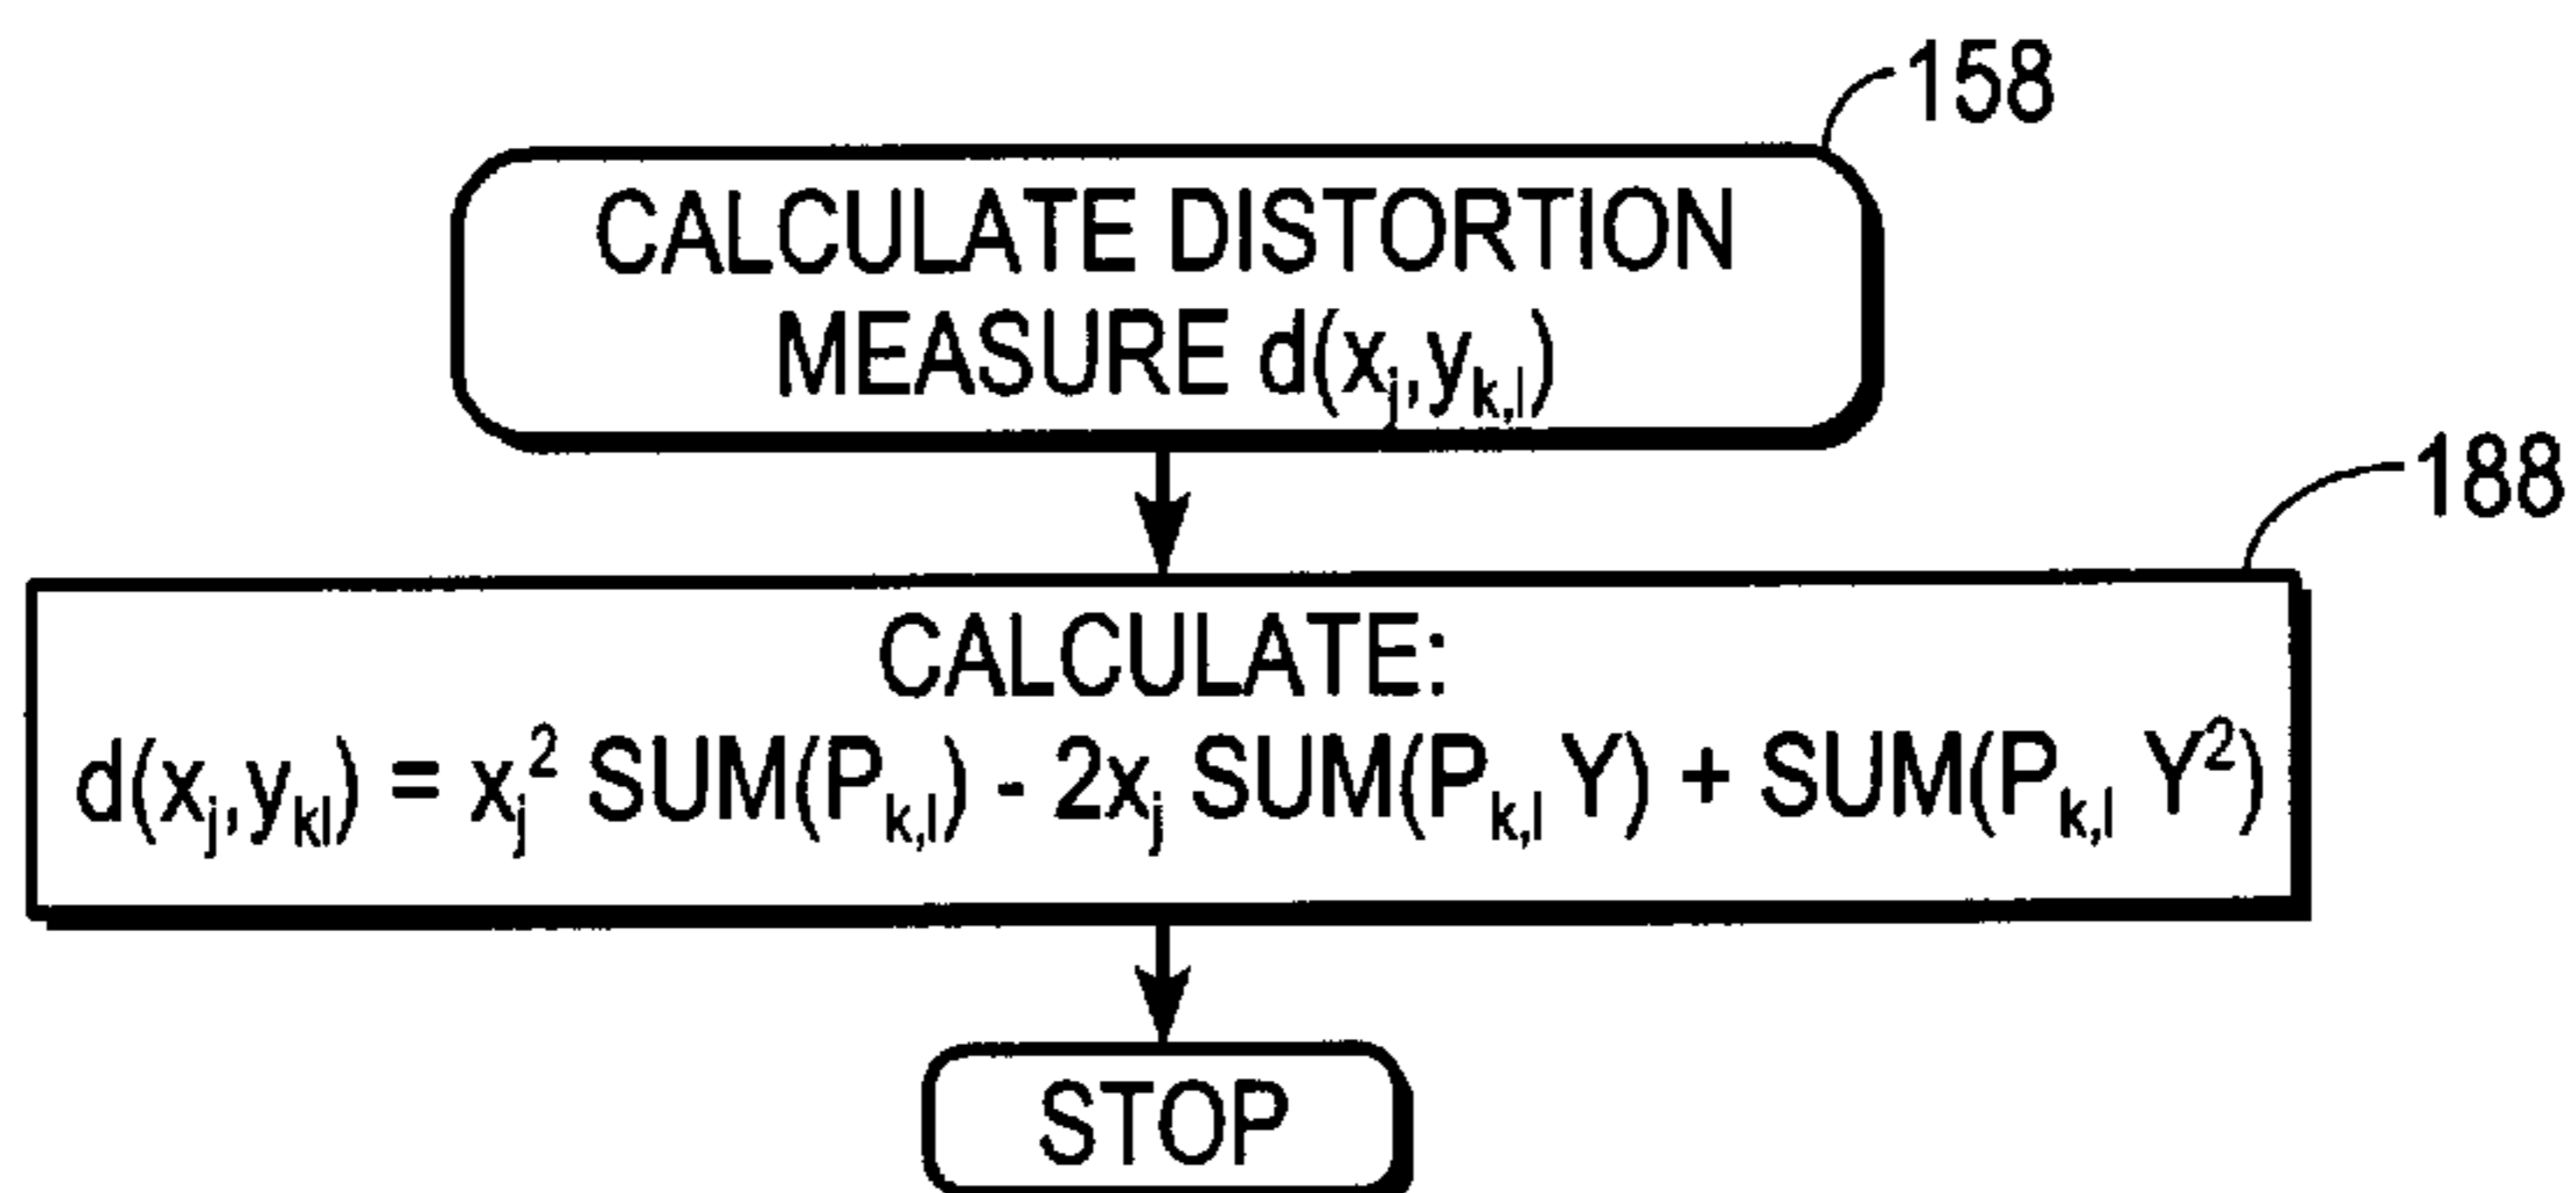 158
CALCULATE DISTORTION
MEASURE d(xⱼ,yₖ,ₗ)
188
CALCULATE:
d(xⱼ,yₖₗ) = xⱼ² SUM(Pₖ,ₗ) - 2xⱼ SUM(Pₖ,ₗ Y) + SUM(Pₖ,ₗ Y²)
STOP